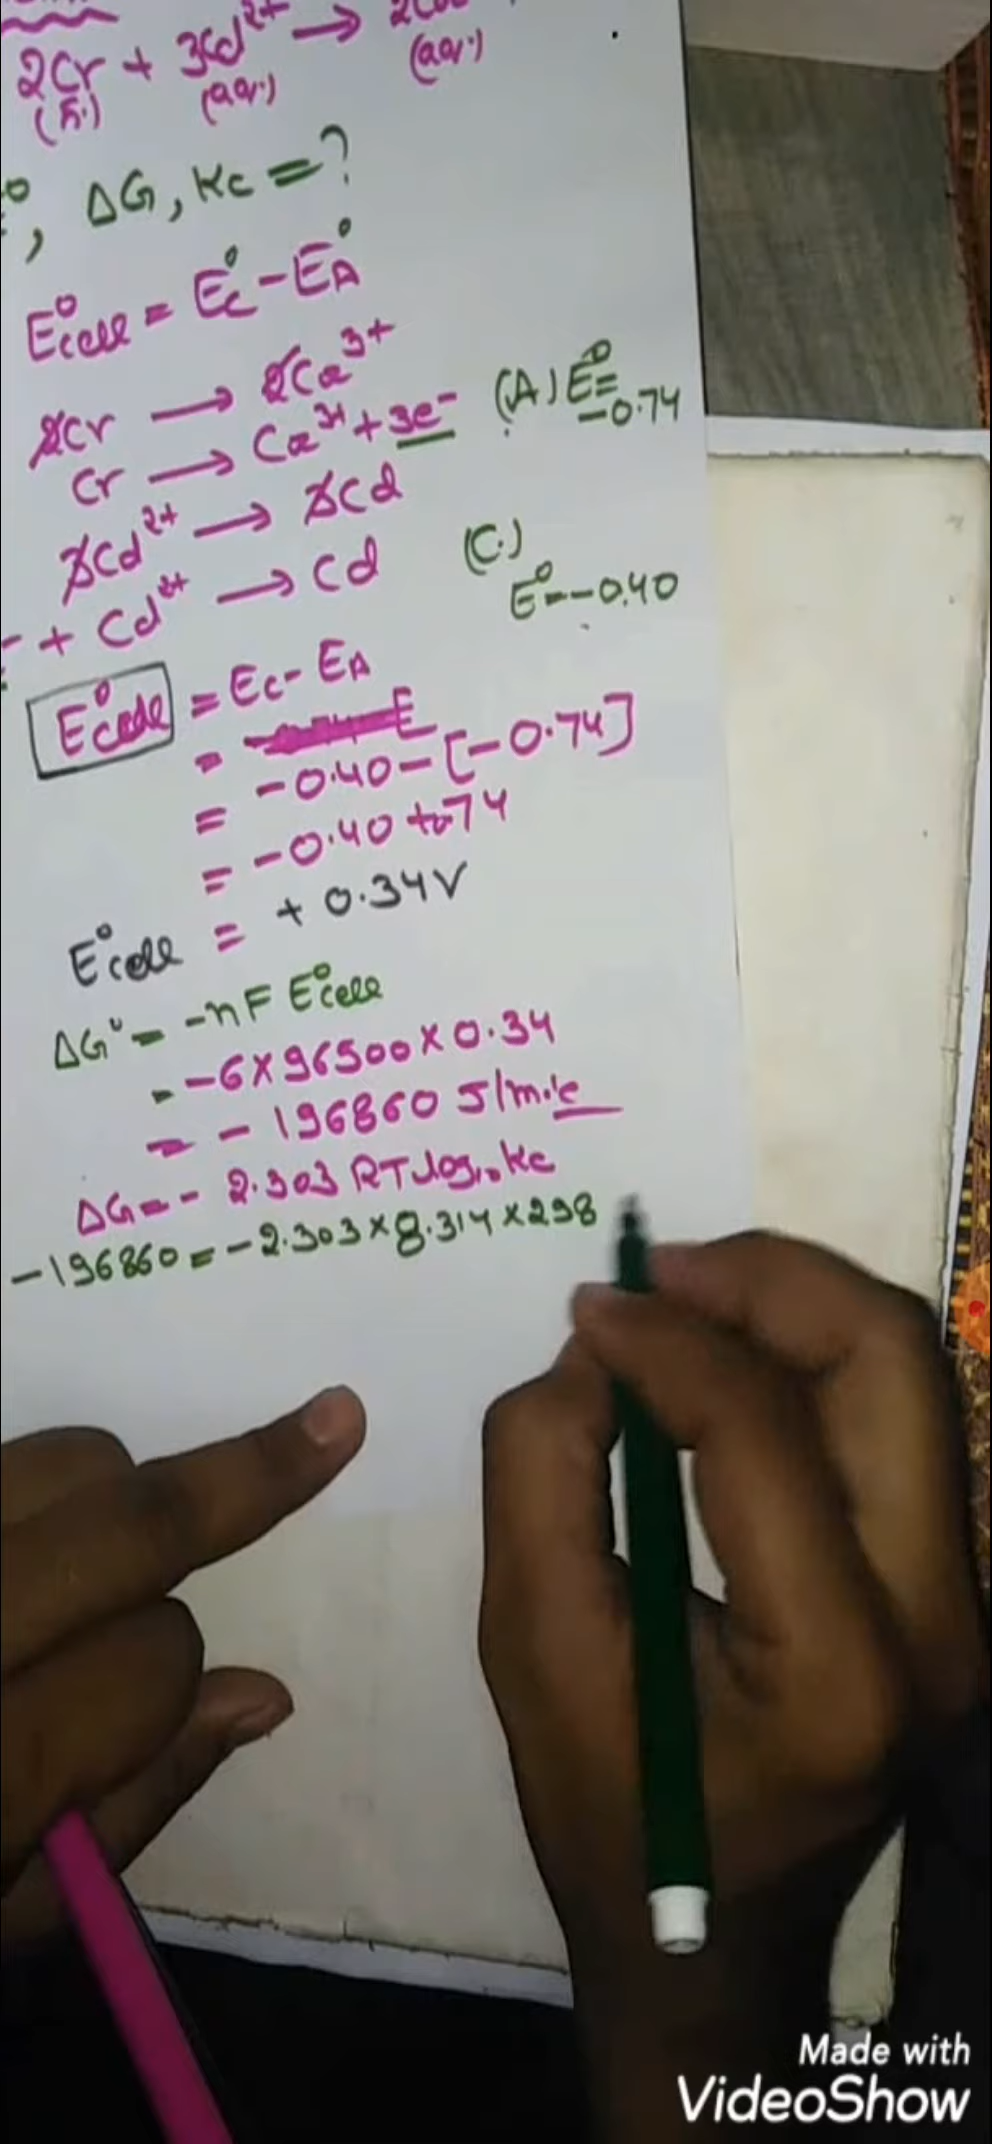 2Cr + 3Cd²⁺ →
(s.) (aq.) (aq.)
, ΔG, Kc = ?
E°cell = E°c - E°A
2Cr → 2Ca³⁺
Cr → Ca³⁺ + 3e⁻ (A) E° = -0.74
3Cd²⁺ → 3Cd
+ Cd²⁺ → Cd (C.) E° = -0.40
E°cell = Ec - EA
=
= -0.40 - [-0.74]
= -0.40 + 0.74
E°cell = + 0.34V
ΔG° = -nF E°cell
= -6 × 96500 × 0.34
= - 196860 J/mole
ΔG = - 2.303 RT log₁₀ Kc
-196860 = -2.303 × 8.314 × 298
Made with
VideoShow